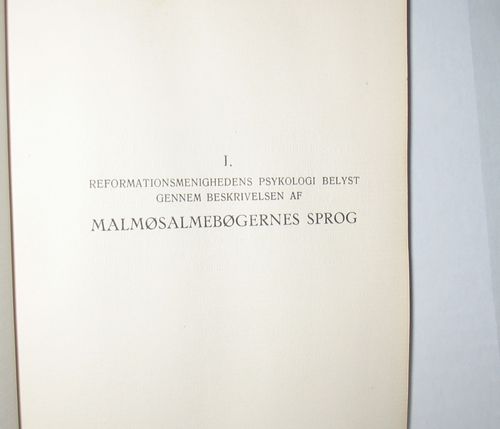 I.
REFORMATIONSMENIGHEDENS PSYKOLOGI BELYST
GENNEM BESKRIVELSEN AF
MALMØSALMEBØGERNES SPROG